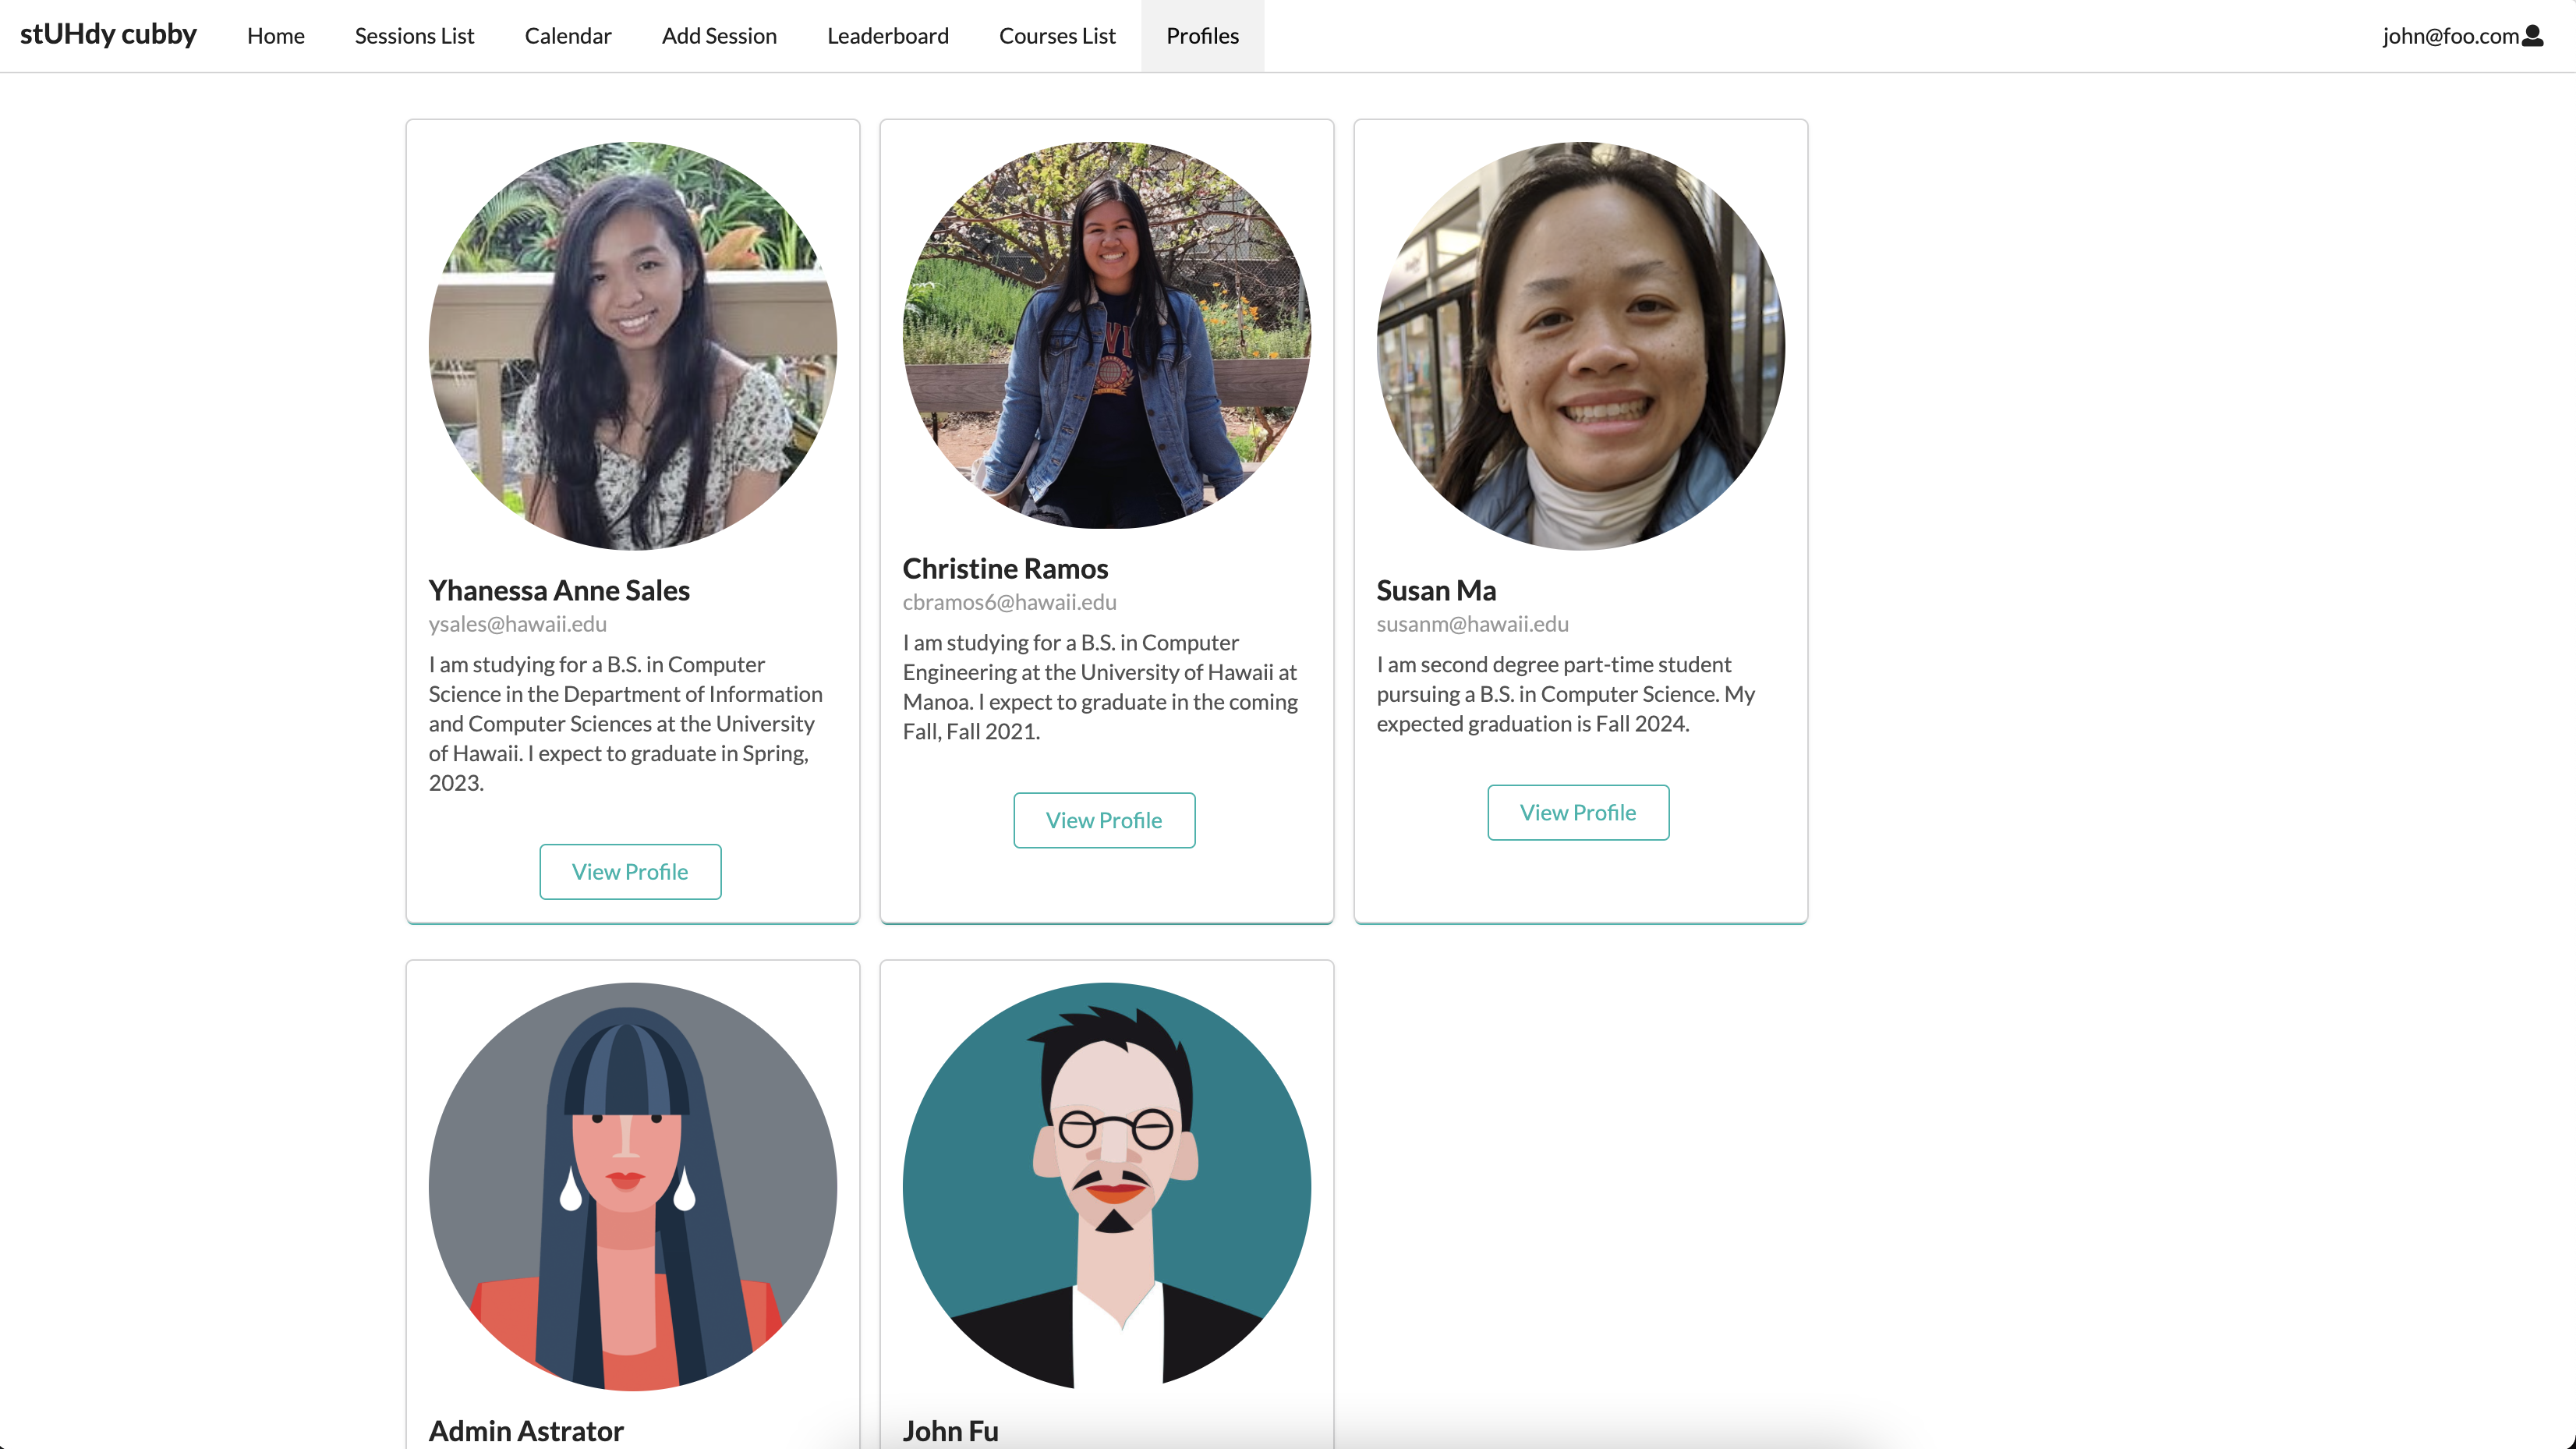 stUHdy cubby
Home
Sessions List
Calendar
Add Session
Leaderboard
Courses List
Profiles
john@foo.com
Yhanessa Anne Sales
ysales@hawaii.edu
I am studying for a B.S. in Computer
Science in the Department of Information
and Computer Sciences at the University
of Hawaii. I expect to graduate in Spring,
2023.
View Profile
Christine Ramos
cbramos6@hawaii.edu
I am studying for a B.S. in Computer
Engineering at the University of Hawaii at
Manoa. I expect to graduate in the coming
Fall, Fall 2021.
View Profile
Susan Ma
susanm@hawaii.edu
I am second degree part-time student
pursuing a B.S. in Computer Science. My
expected graduation is Fall 2024.
View Profile
Admin Astrator
John Fu